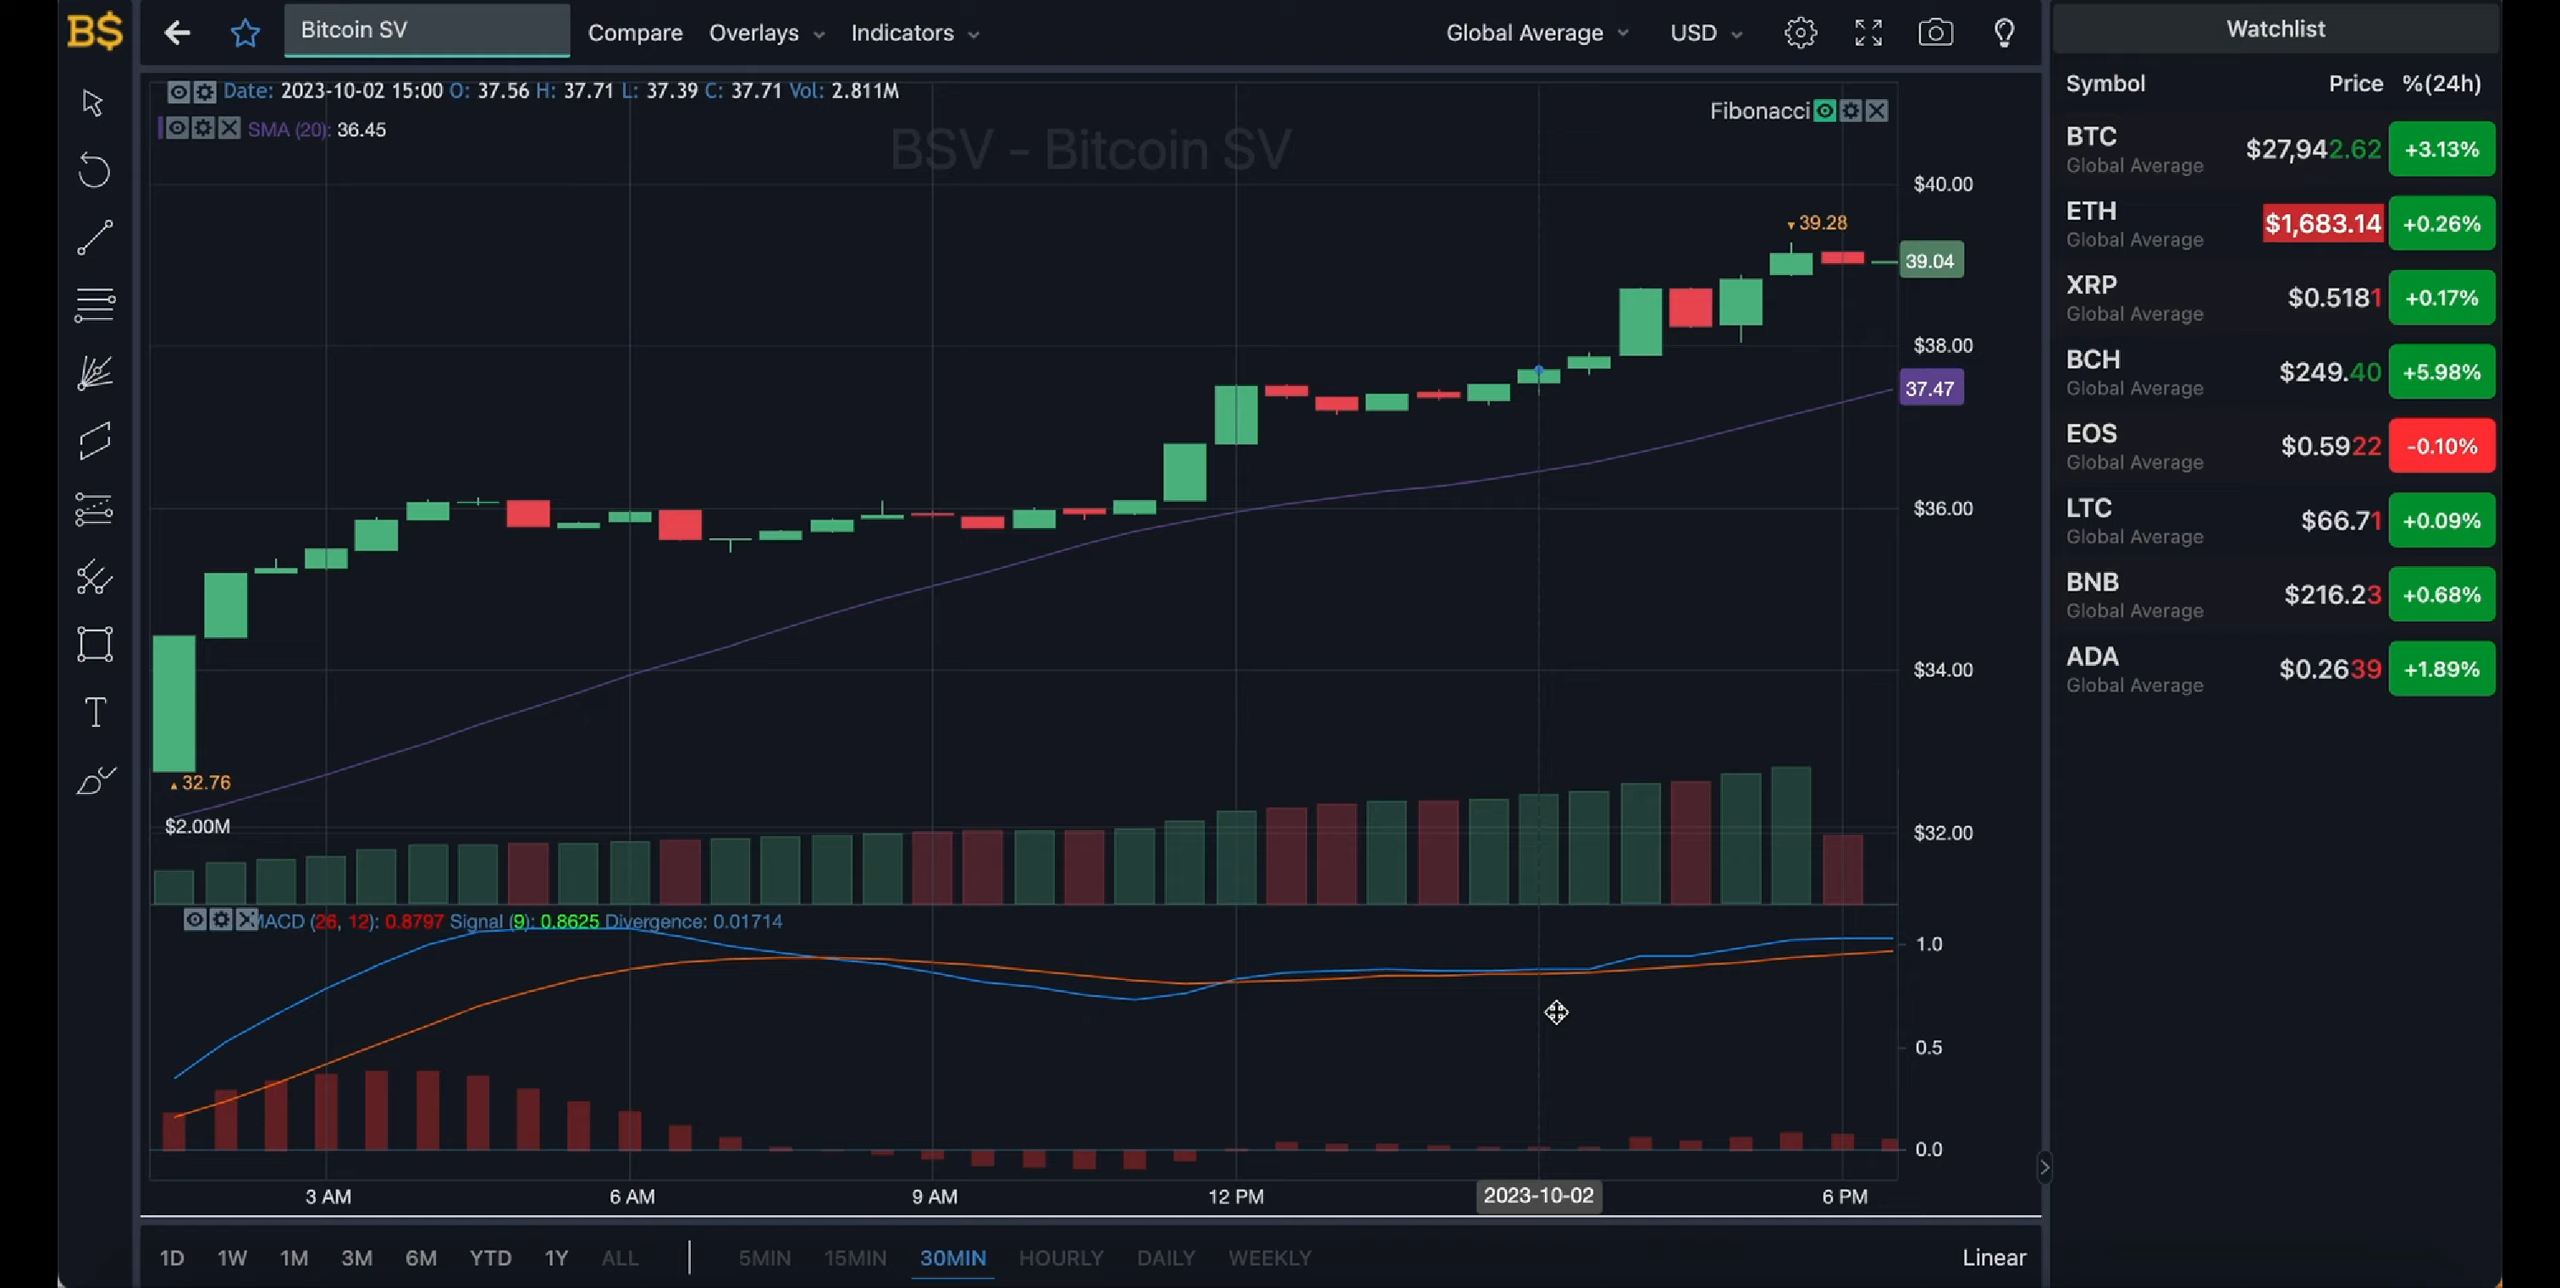 B$
Bitcoin SV
Compare
Overlays
Indicators
Global Average
USD
Date: 2023-10-02 15:00 O: 37.56 H: 37.71 L: 37.39 C: 37.71 Vol: 2.811M
SMA (20): 36.45
Fibonacci
BSV - Bitcoin SV
$40.00
39.28
39.04
$38.00
37.47
$36.00
$34.00
32.76
$2.00M
$32.00
MACD (26, 12): 0.8797 Signal (9): 0.8625 Divergence: 0.01714
1.0
0.5
0.0
3 AM
6 AM
9 AM
12 PM
2023-10-02
6 PM
1D 1W 1M 3M 6M YTD 1Y ALL
5MIN 15MIN 30MIN HOURLY DAILY WEEKLY
Linear
T
Watchlist
Symbol Price %(24h)
BTC $27,942.62 +3.13%
Global Average
ETH $1,683.14 +0.26%
Global Average
XRP $0.5181 +0.17%
Global Average
BCH $249.40 +5.98%
Global Average
EOS $0.5922 -0.10%
Global Average
LTC $66.71 +0.09%
Global Average
BNB $216.23 +0.68%
Global Average
ADA $0.2639 +1.89%
Global Average